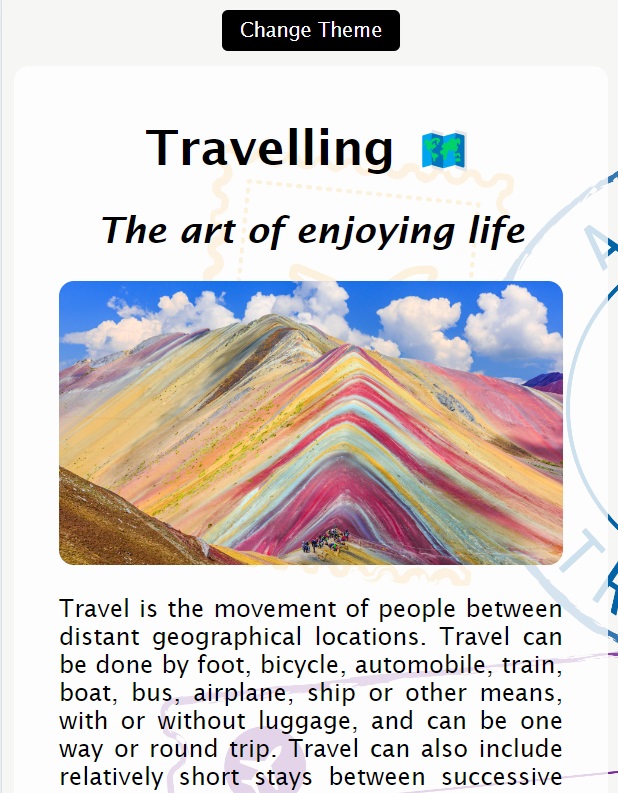 Change Theme
Travelling
The art of enjoying life
Travel is the movement of people between
distant geographical locations. Travel can
be done by foot, bicycle, automobile, train,
boat, bus, airplane, ship or other means,
with or without luggage, and can be one
way or round trip. Travel can also include
relatively short stays between successive